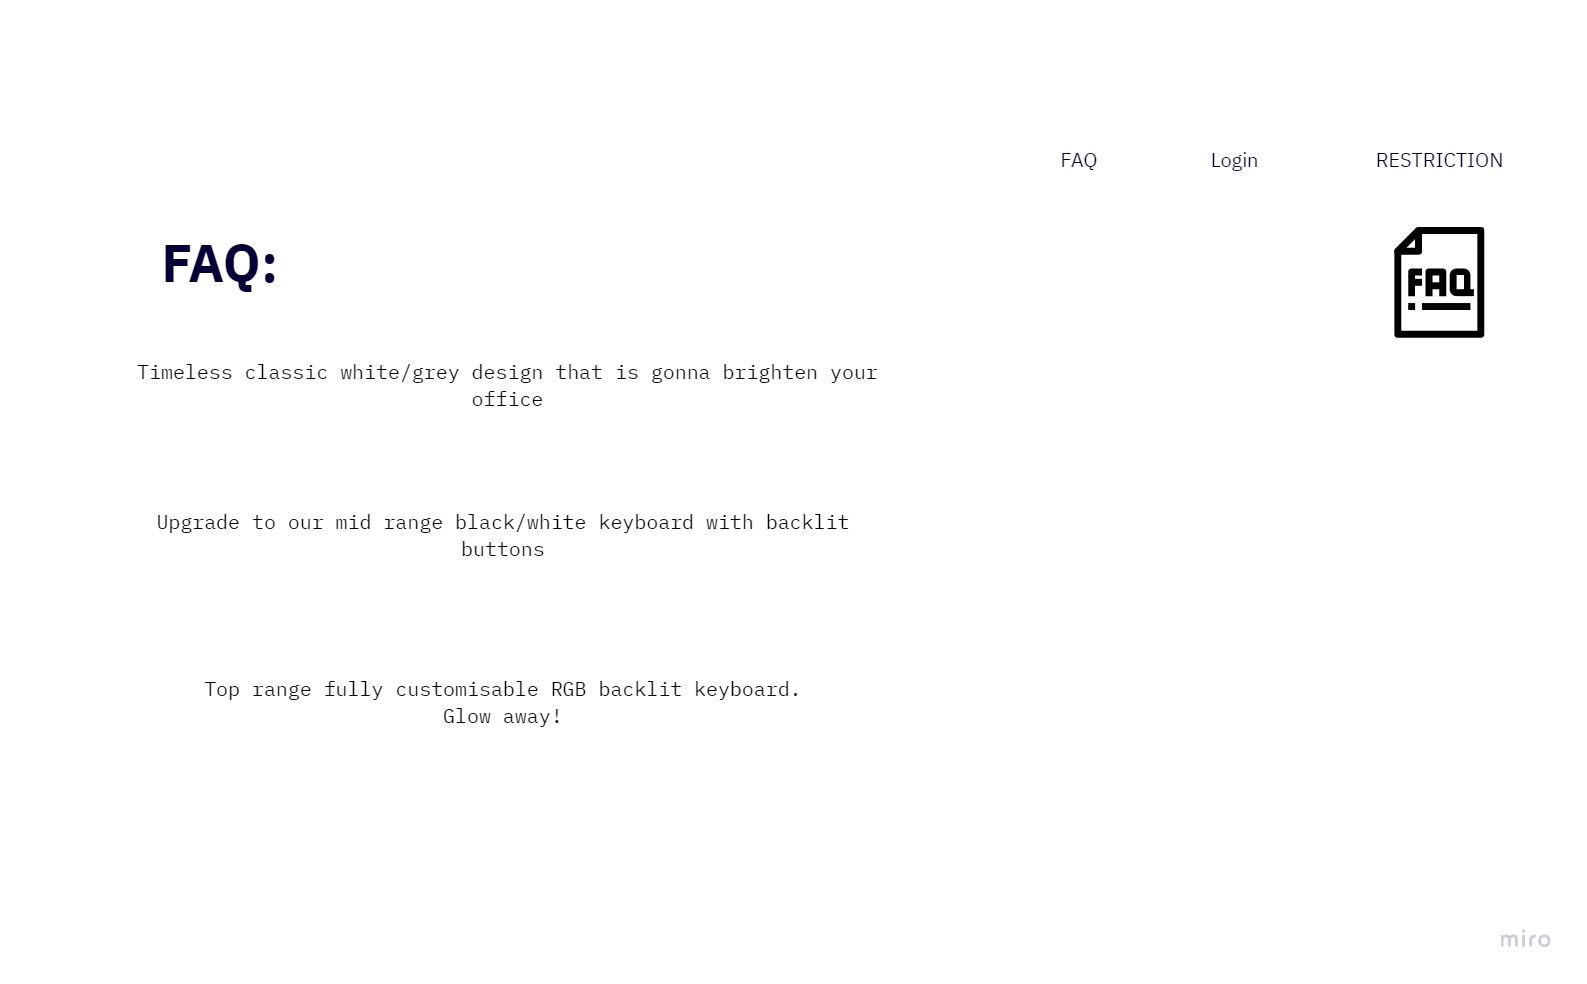 FAQ
Login
RESTRICTION
FAQ:
FAQ
Timeless classic white/grey design that is gonna brighten your
office
Upgrade to our mid range black/white keyboard with backlit
buttons
Top range fully customisable RGB backlit keyboard.
Glow away!
miro